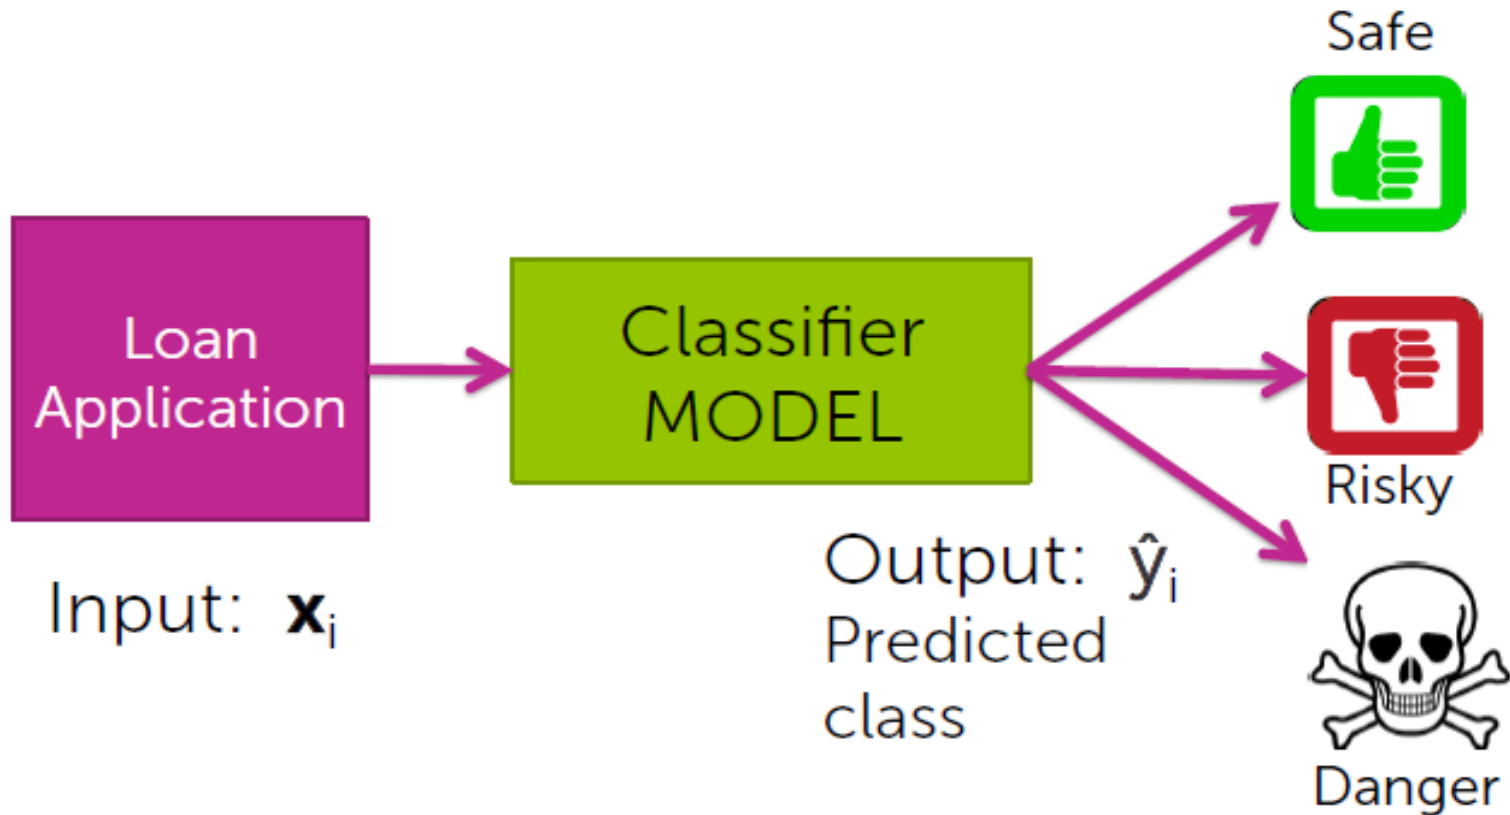 Safe
Loan
Application
Classifier
MODEL
Risky
Input: xᵢ
Output: ŷᵢ
Predicted
class
Danger